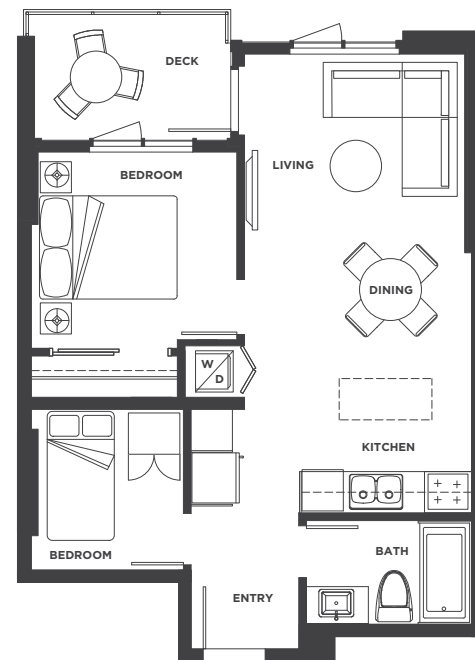 DECK
BEDROOM
LIVING
DINING
W
D
KITCHEN
BEDROOM
BATH
ENTRY